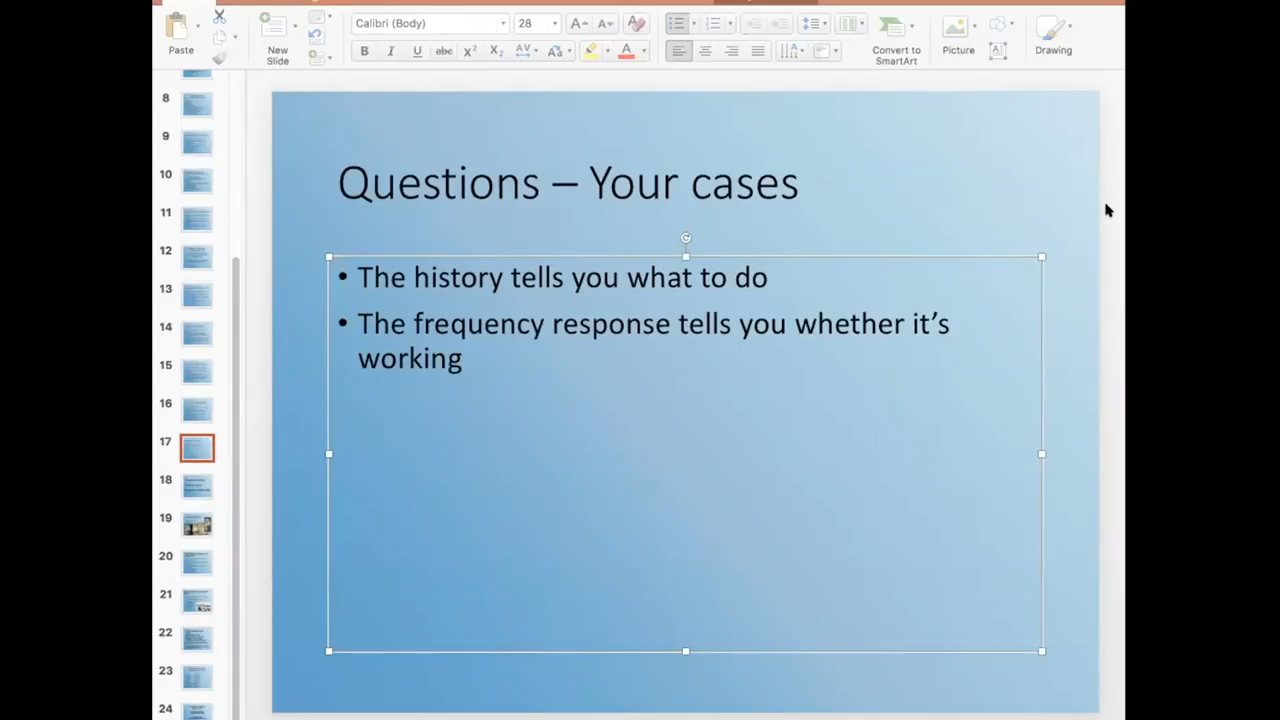 Calibri (Body)
28
Paste
New
Slide
B I U abc X² X₂ AV Aa A
Convert to
SmartArt
Picture
Drawing
8
9
10
11
12
13
14
15
16
17
18
19
20
21
22
23
24
Questions – Your cases
• The history tells you what to do
• The frequency response tells you whether it’s
working